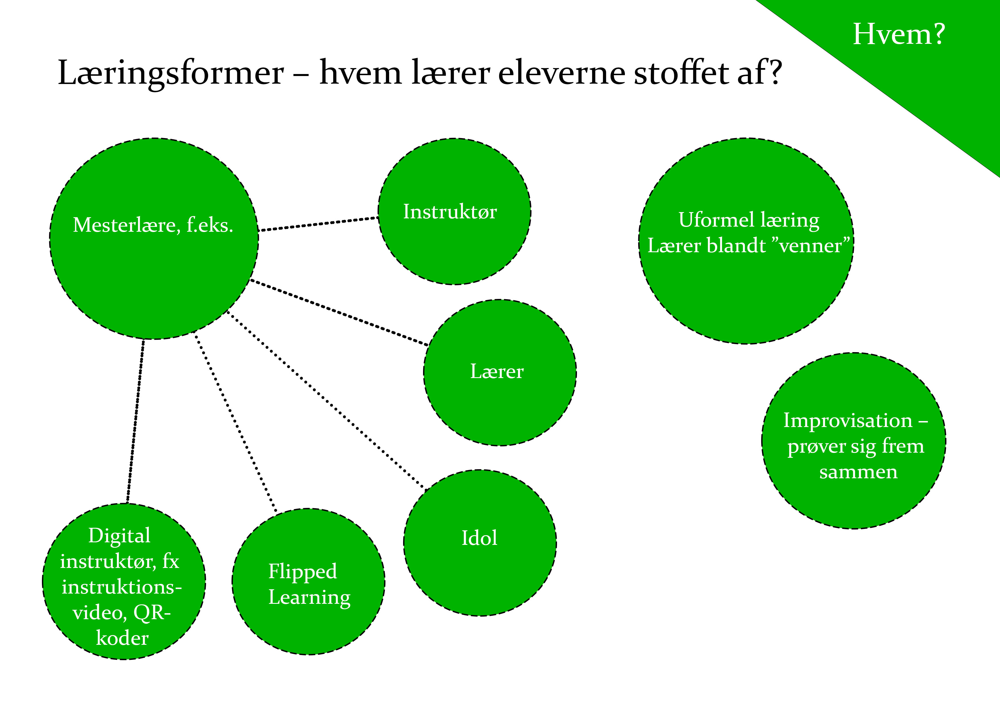 Hvem?
Læringsformer – hvem lærer eleverne stoffet af?
Mesterlære, f.eks.
Instruktør
Uformel læring
Lærer blandt ”venner”
Lærer
Improvisation –
prøver sig frem
sammen
Idol
Flipped
Learning
Digital
instruktør, fx
instruktions-
video, QR-
koder